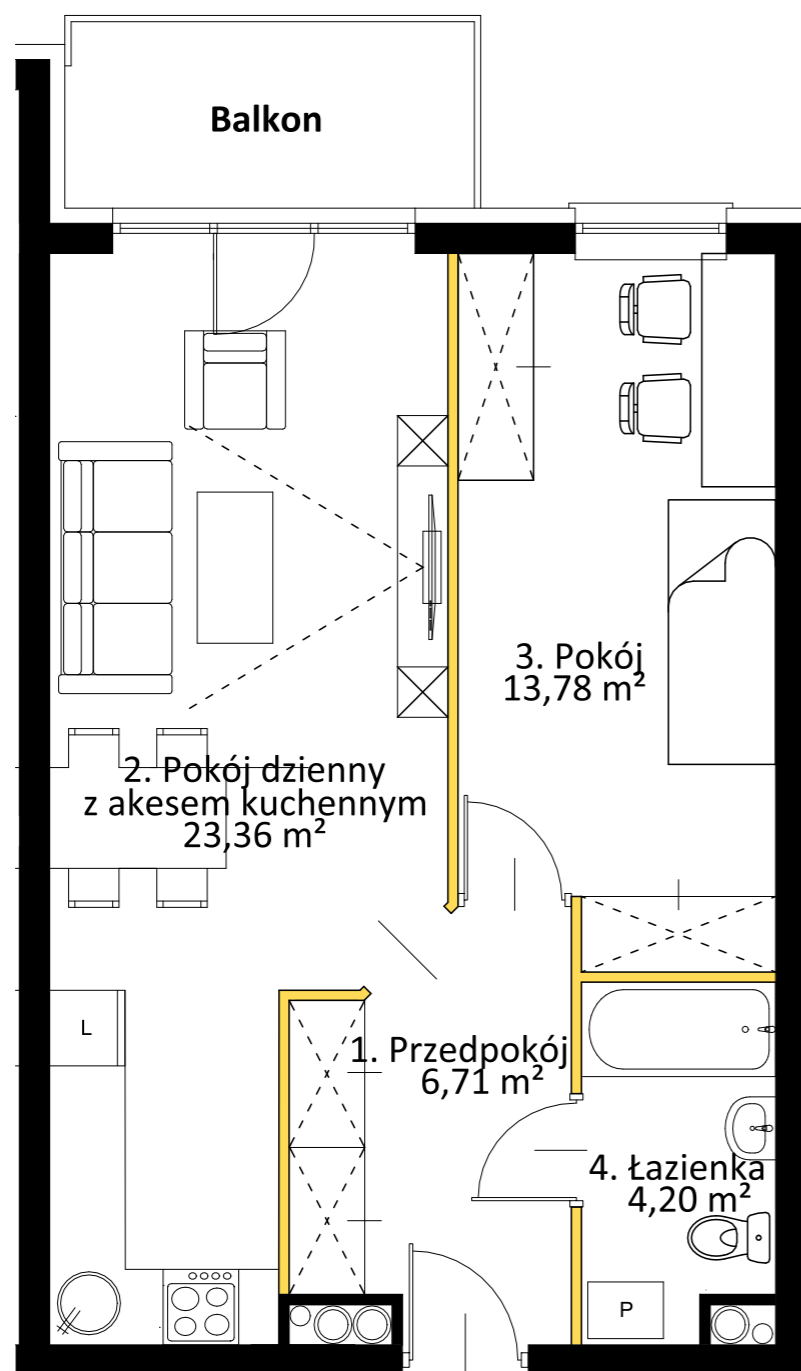 Balkon
3. Pokój
13,78 m²
2. Pokój dzienny
z akesem kuchennym
23,36 m²
L
1. Przedpokój
6,71 m²
4. Łazienka
4,20 m²
P